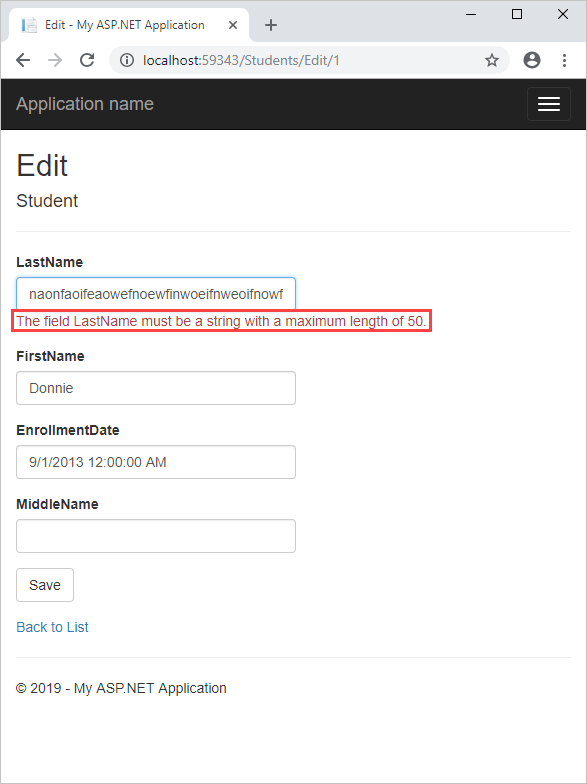 Edit - My ASP.NET Application
localhost:59343/Students/Edit/1
Application name
Edit
Student
LastName
naonfaoifeaowefnoewfinwoeifnweoifnowf
The field LastName must be a string with a maximum length of 50.
FirstName
Donnie
EnrollmentDate
9/1/2013 12:00:00 AM
MiddleName
Save
Back to List
© 2019 - My ASP.NET Application